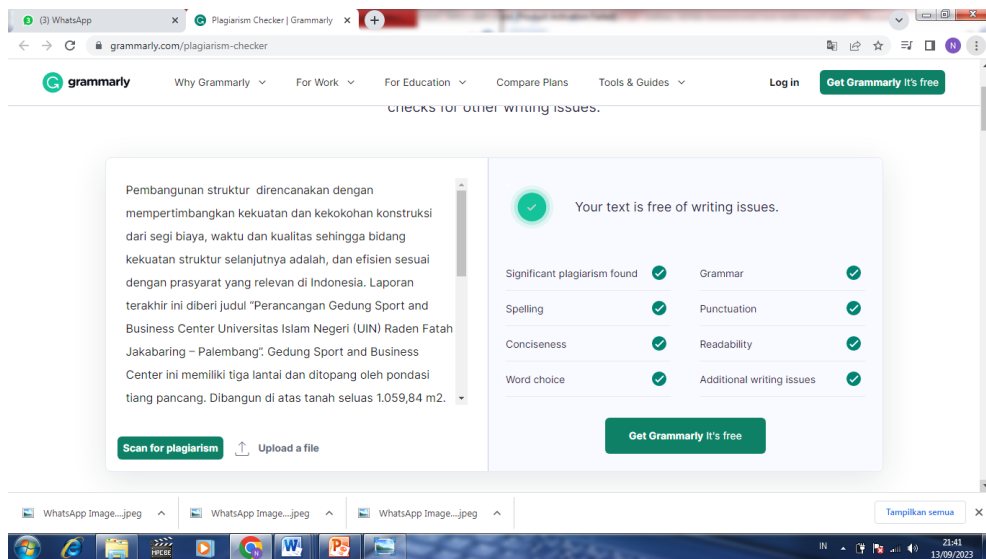 (3) WhatsApp
Plagiarism Checker | Grammarly
grammarly.com/plagiarism-checker
N
grammarly
Why Grammarly
For Work
For Education
Compare Plans
Tools & Guides
Log in
Get Grammarly It's free
checks for other writing issues.
Pembangunan struktur direncanakan dengan
mempertimbangkan kekuatan dan kekokohan konstruksi
dari segi biaya, waktu dan kualitas sehingga bidang
kekuatan struktur selanjutnya adalah, dan efisien sesuai
dengan prasyarat yang relevan di Indonesia. Laporan
terakhir ini diberi judul "Perancangan Gedung Sport and
Business Center Universitas Islam Negeri (UIN) Raden Fatah
Jakabaring – Palembang". Gedung Sport and Business
Center ini memiliki tiga lantai dan ditopang oleh pondasi
tiang pancang. Dibangun di atas tanah seluas 1.059,84 m2.
Scan for plagiarism
Upload a file
Your text is free of writing issues.
Significant plagiarism found
Grammar
Spelling
Punctuation
Conciseness
Readability
Word choice
Additional writing issues
Get Grammarly It's free
WhatsApp Image....jpeg
WhatsApp Image....jpeg
WhatsApp Image....jpeg
Tampilkan semua
MPC-BE
IN
21:41
13/09/2023